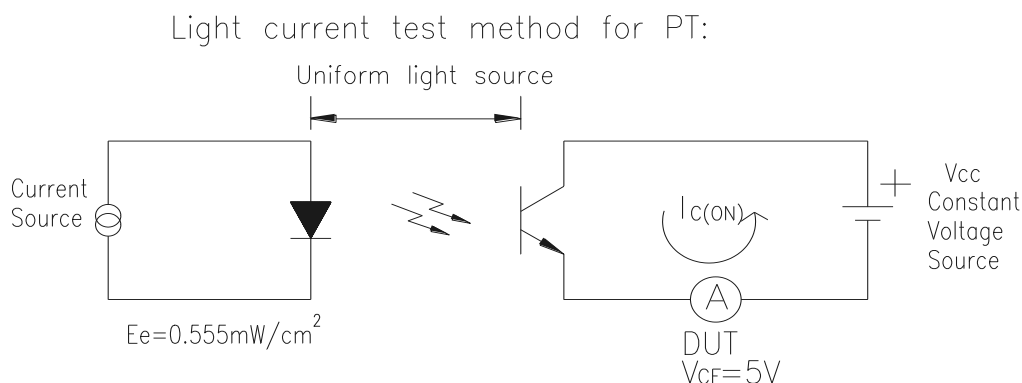 Light current test method for PT:
Uniform light source
Current
Source
Ee=0.555mW/cm²
IC(ON)
A
DUT
VCE=5V
+
Vcc
Constant
Voltage
Source